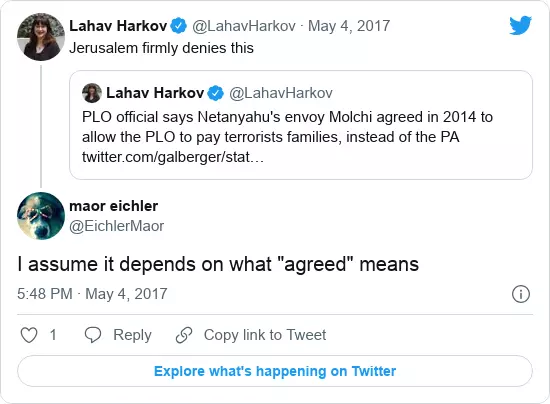 Lahav Harkov @LahavHarkov · May 4, 2017
Jerusalem firmly denies this
Lahav Harkov @LahavHarkov
PLO official says Netanyahu's envoy Molchi agreed in 2014 to
allow the PLO to pay terrorists families, instead of the PA
twitter.com/galberger/stat…
maor eichler
@EichlerMaor
I assume it depends on what "agreed" means
5:48 PM · May 4, 2017
1 Reply Copy link to Tweet
Explore what's happening on Twitter